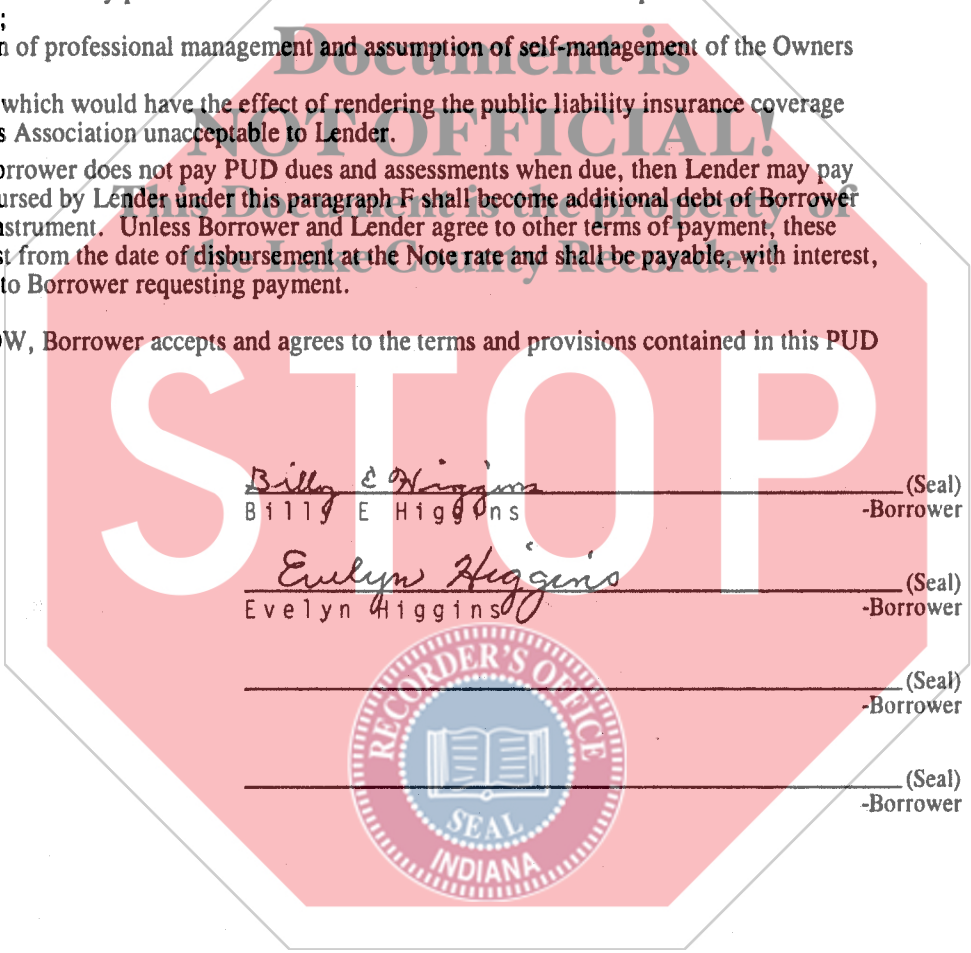 ;
n of professional management and assumption of self-management of the Owners
which would have the effect of rendering the public liability insurance coverage
s Association unacceptable to Lender.
orrower does not pay PUD dues and assessments when due, then Lender may pay
ursed by Lender under this paragraph F shall become additional debt of Borrower
nstrument. Unless Borrower and Lender agree to other terms of payment, these
st from the date of disbursement at the Note rate and shall be payable, with interest,
to Borrower requesting payment.
OW, Borrower accepts and agrees to the terms and provisions contained in this PUD
Document is
NOT OFFICIAL!
This Document is the property of
the Lake County Recorder!
STOP
Billy E Higgins (Seal)
Billy E Higgins -Borrower
Evelyn Higgins (Seal)
Evelyn Higgins -Borrower
(Seal)
-Borrower
(Seal)
-Borrower
RECORDER'S OFFICE
SEAL
INDIANA